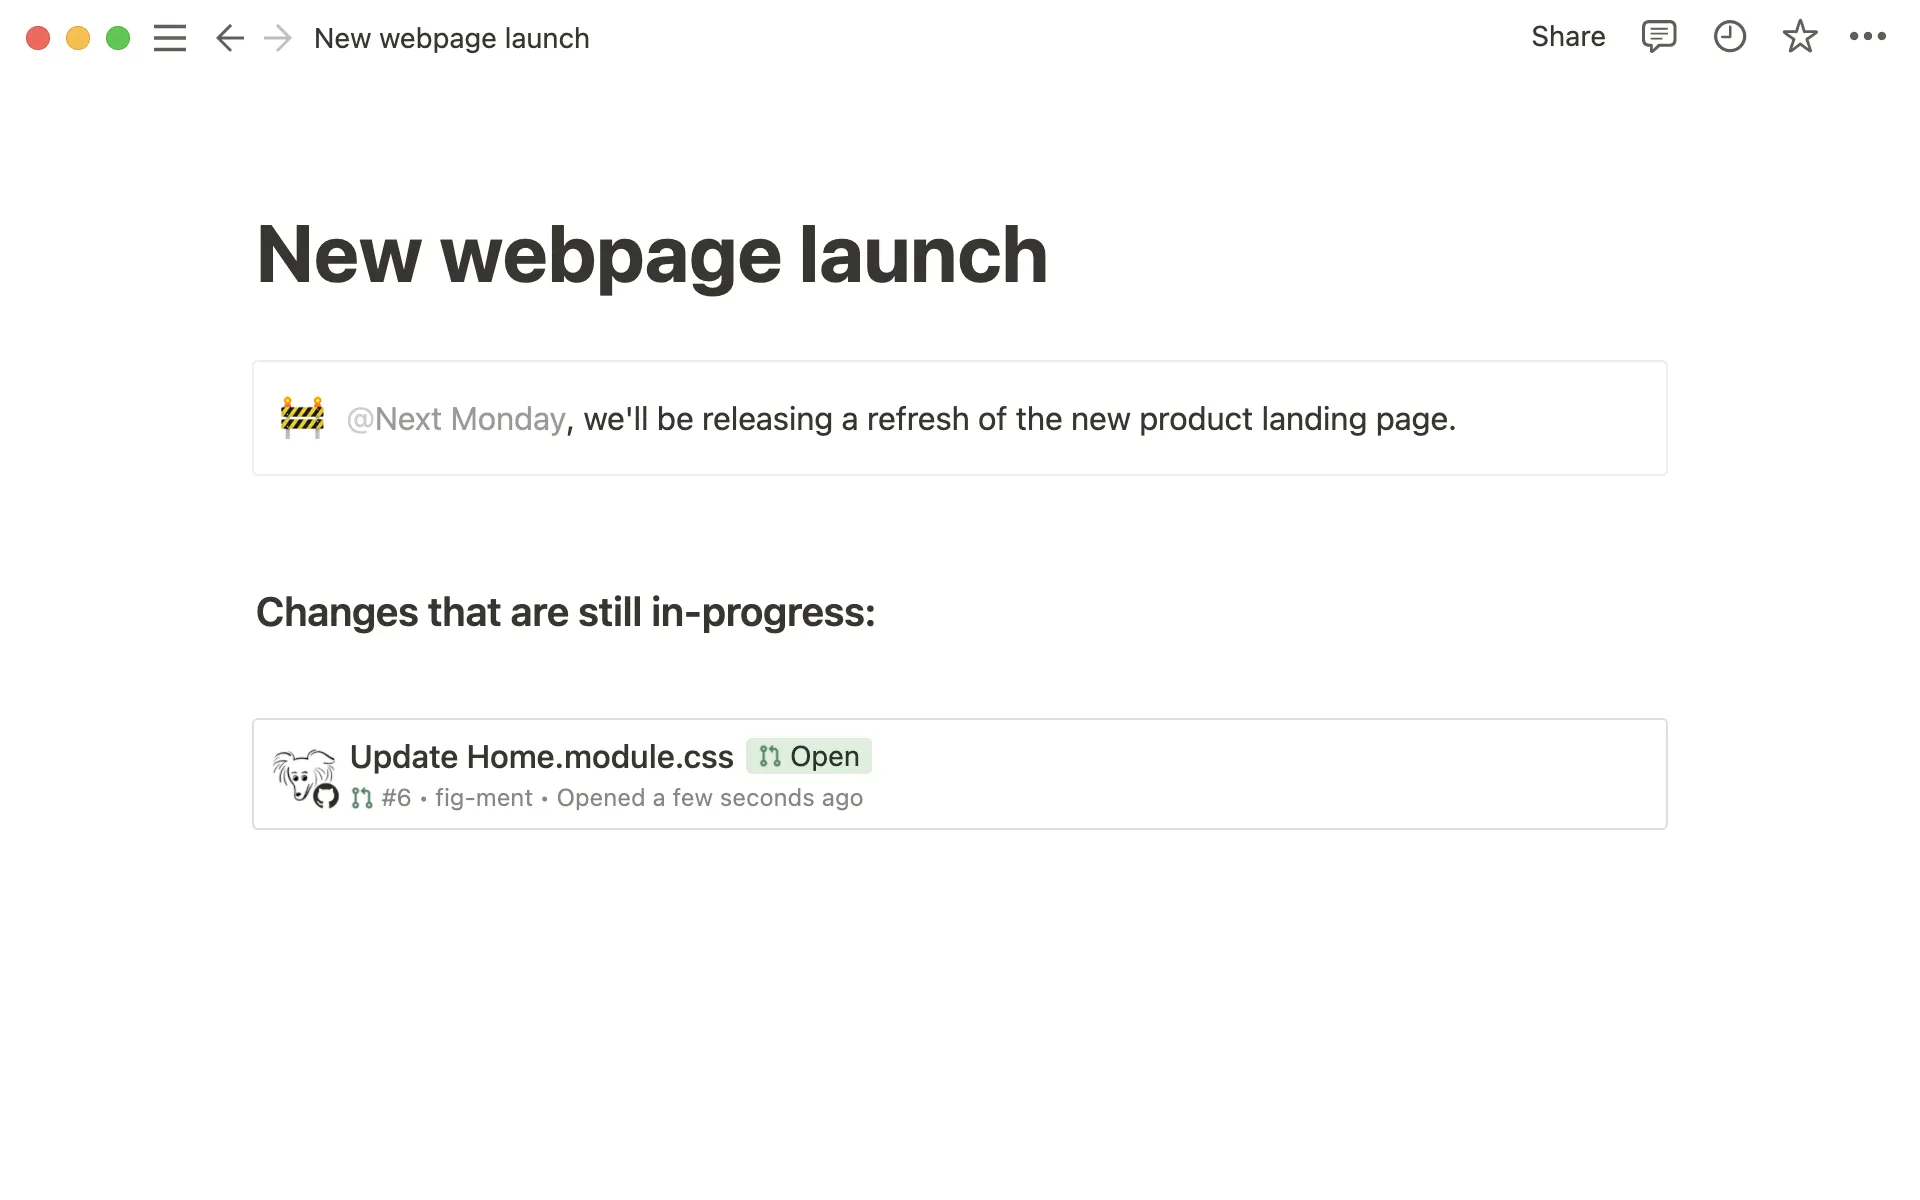 New webpage launch
Share
New webpage launch
@Next Monday, we'll be releasing a refresh of the new product landing page.
Changes that are still in-progress:
Update Home.module.css Open
#6 • fig-ment • Opened a few seconds ago